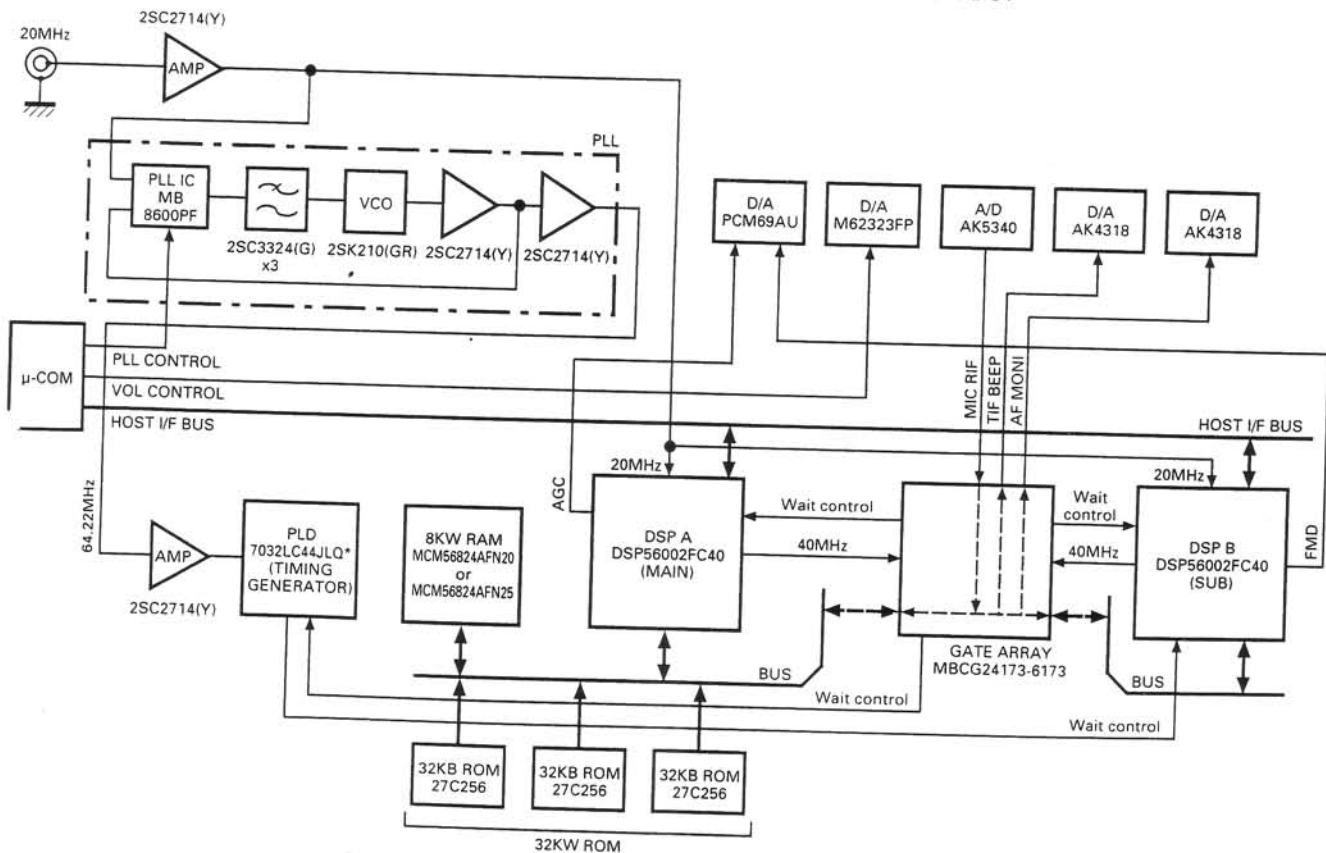 2SC2714(Y)
20MHz
AMP
PLL
PLL IC
MB
8600PF
VCO
2SC3324(G)
x3
2SK210(GR)
2SC2714(Y)
2SC2714(Y)
D/A
PCM69AU
D/A
M62323FP
A/D
AK5340
D/A
AK4318
D/A
AK4318
μ-COM
PLL CONTROL
VOL CONTROL
HOST I/F BUS
MIC RIF
TIF BEEP
AF MONI
HOST I/F BUS
64.22MHz
AMP
2SC2714(Y)
PLD
7032LC44JLQ*
(TIMING
GENERATOR)
8KW RAM
MCM56824AFN20
or
MCM56824AFN25
AGC
20MHz
DSP A
DSP56002FC40
(MAIN)
Wait control
40MHz
GATE ARRAY
MBCG24173-6173
Wait
control
40MHz
20MHz
DSP B
DSP56002FC40
(SUB)
FMD
BUS
BUS
Wait control
Wait control
32KB ROM
27C256
32KB ROM
27C256
32KB ROM
27C256
32KW ROM